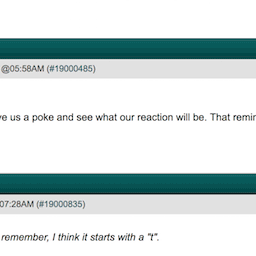 @05:58AM (#19000485)
ve us a poke and see what our reaction will be. That remin
07:28AM (#19000835)
remember, I think it starts with a "t".